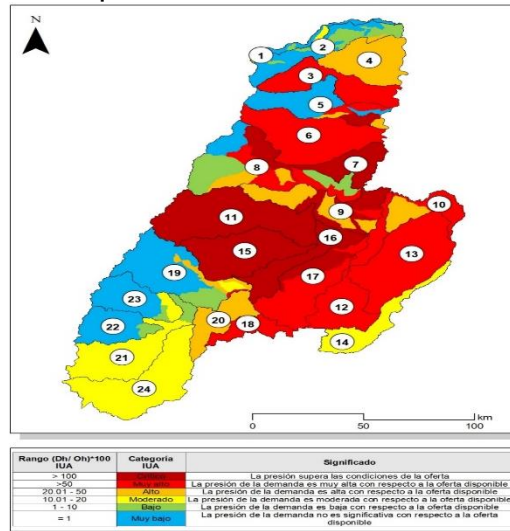 N
1
2
3
4
5
6
7
8
9
10
11
12
13
14
15
16
17
18
19
20
21
22
23
24
0 50 100 km
Rango (Dh/ Oh)*100 IUA Categoria IUA Significado
> 100 La presión supera las condiciones de la oferta
>50 Muy alto La presión de la demanda es muy alta con respecto a la oferta disponible
20.01 - 50 Alto La presión de la demanda es alta con respecto a la oferta disponible
10.01 - 20 Moderado La presión de la demanda es moderada con respecto a la oferta disponible
1 - 10 Bajo La presión de la demanda es baja con respecto a la oferta disponible
= 1 Muy bajo La presión de la demanda no es significativa con respecto a la oferta
disponible